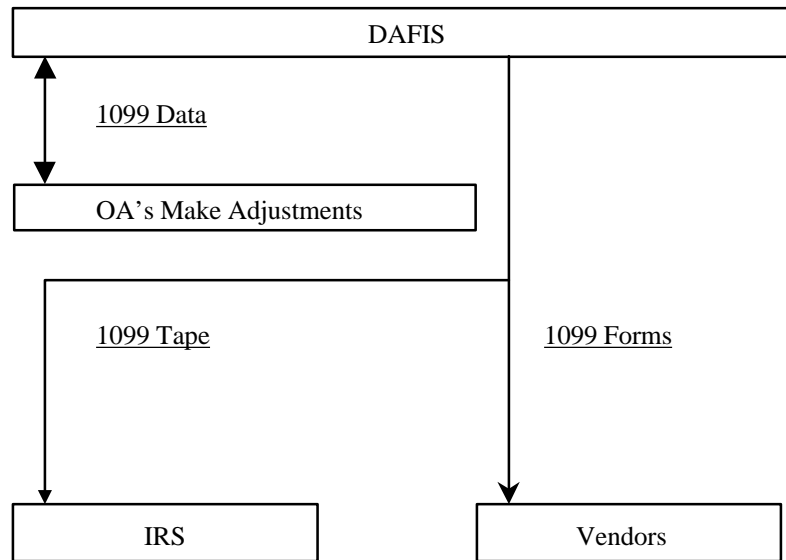 DAFIS
1099 Data
OA's Make Adjustments
1099 Tape
1099 Forms
IRS
Vendors